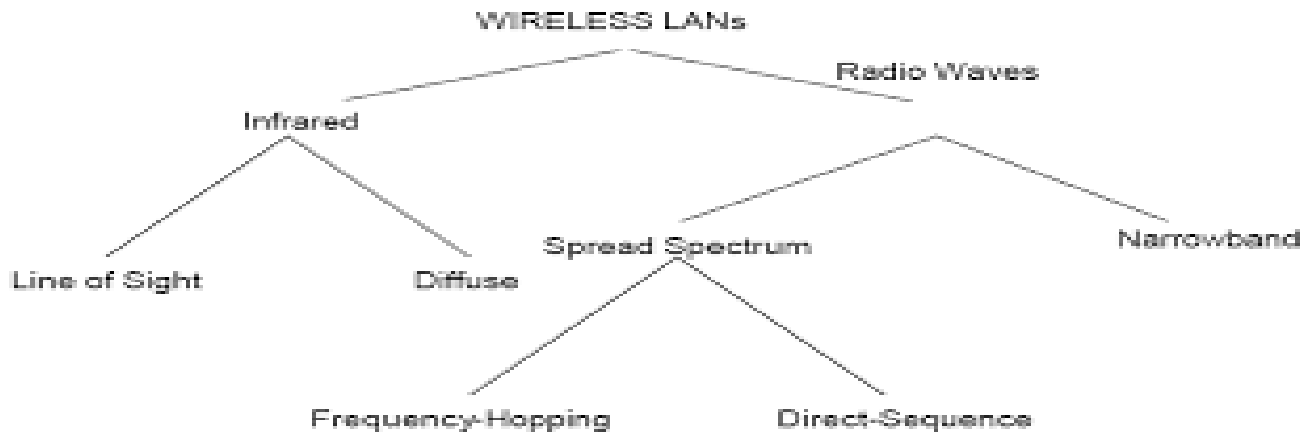 WIRELESS LANs
Radio Waves
Infrared
Spread Spectrum
Narrowband
Line of Sight
Diffuse
Frequency-Hopping
Direct-Sequence